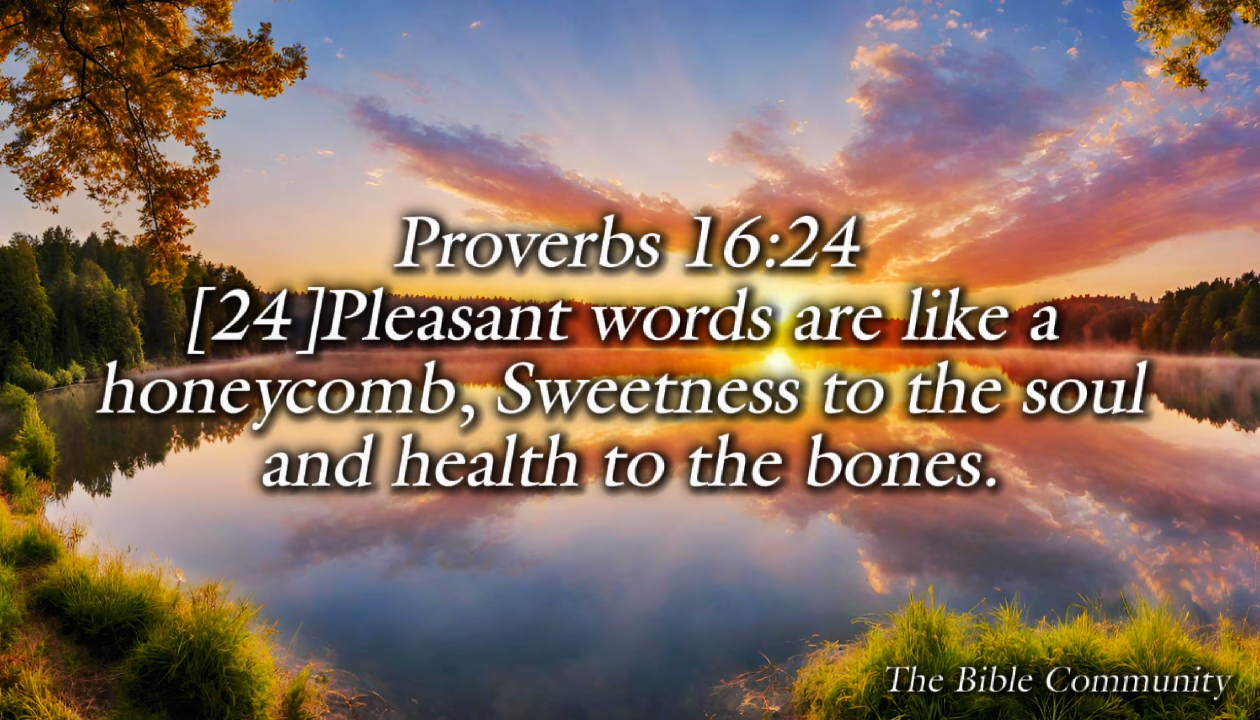 Proverbs 16:24
[24]Pleasant words are like a
honeycomb, Sweetness to the soul
and health to the bones.
The Bible Community